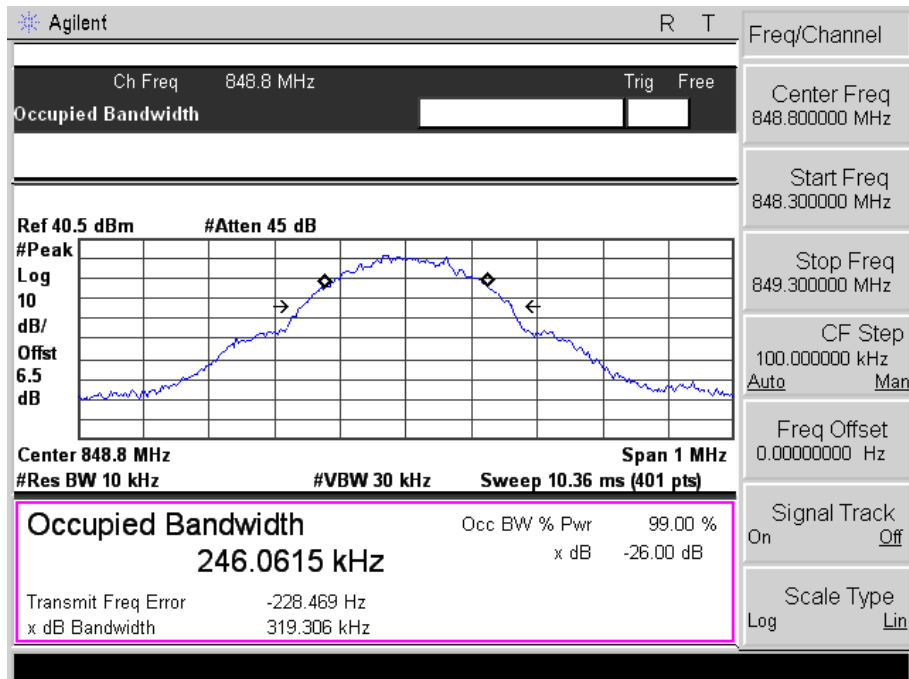 Agilent R T
Ch Freq 848.8 MHz Trig Free
Occupied Bandwidth
Ref 40.5 dBm #Atten 45 dB
#Peak
Log
10
dB/
Offst
6.5
dB
Center 848.8 MHz Span 1 MHz
#Res BW 10 kHz #VBW 30 kHz Sweep 10.36 ms (401 pts)
Occupied Bandwidth
246.0615 kHz
Occ BW % Pwr 99.00 %
x dB -26.00 dB
Transmit Freq Error -228.469 Hz
x dB Bandwidth 319.306 kHz
Freq/Channel
Center Freq
848.800000 MHz
Start Freq
848.300000 MHz
Stop Freq
849.300000 MHz
CF Step
100.000000 kHz
Auto Man
Freq Offset
0.00000000 Hz
Signal Track
On Off
Scale Type
Log Lin